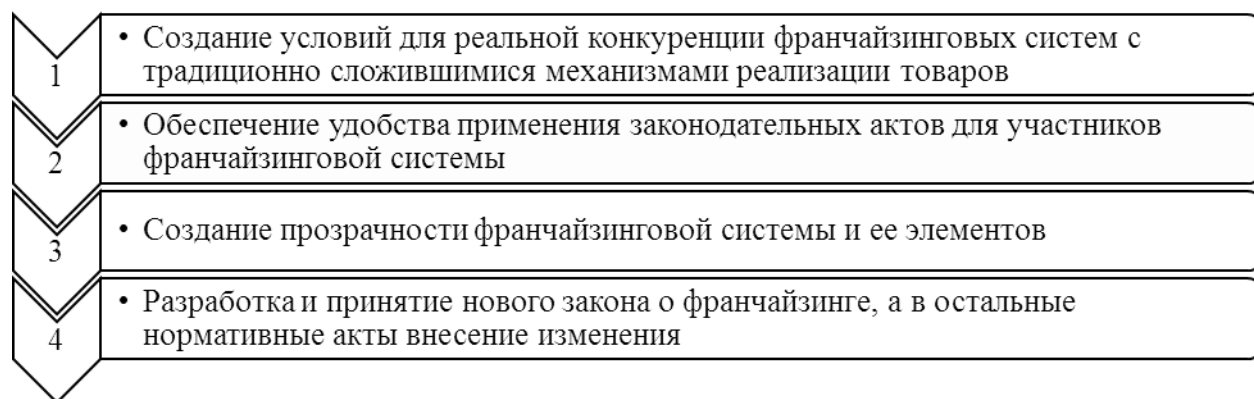 1
• Создание условий для реальной конкуренции франчайзинговых систем с
традиционно сложившимися механизмами реализации товаров
2
• Обеспечение удобства применения законодательных актов для участников
франчайзинговой системы
3
• Создание прозрачности франчайзинговой системы и ее элементов
4
• Разработка и принятие нового закона о франчайзинге, а в остальные
нормативные акты внесение изменения